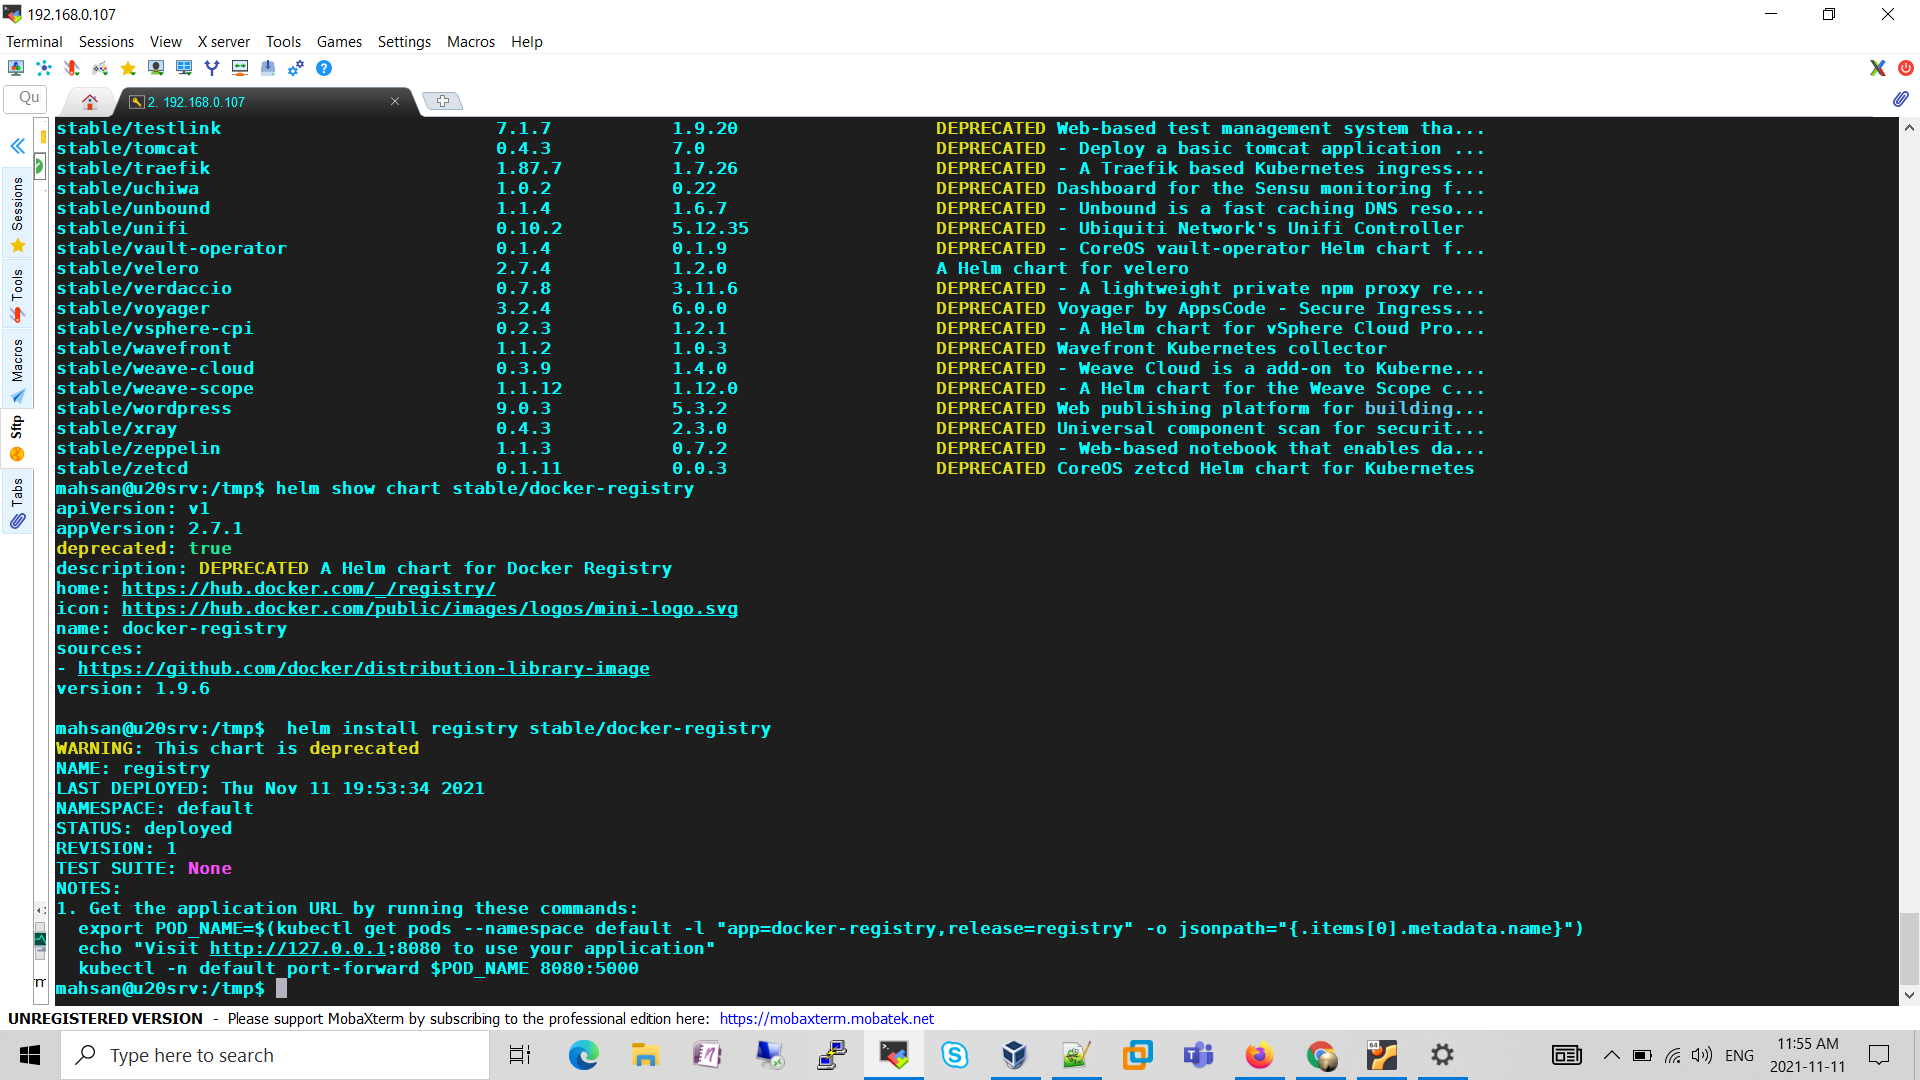 192.168.0.107
Terminal Sessions View X server Tools Games Settings Macros Help
Qu
2. 192.168.0.107
Sessions
Tools
Macros
Sftp
Tabs
stable/testlink 7.1.7 1.9.20 DEPRECATED Web-based test management system tha...
stable/tomcat 0.4.3 7.0 DEPRECATED - Deploy a basic tomcat application ...
stable/traefik 1.87.7 1.7.26 DEPRECATED - A Traefik based Kubernetes ingress...
stable/uchiwa 1.0.2 0.22 DEPRECATED Dashboard for the Sensu monitoring f...
stable/unbound 1.1.4 1.6.7 DEPRECATED - Unbound is a fast caching DNS reso...
stable/unifi 0.10.2 5.12.35 DEPRECATED - Ubiquiti Network's Unifi Controller
stable/vault-operator 0.1.4 0.1.9 DEPRECATED - CoreOS vault-operator Helm chart f...
stable/velero 2.7.4 1.2.0 A Helm chart for velero
stable/verdaccio 0.7.8 3.11.6 DEPRECATED - A lightweight private npm proxy re...
stable/voyager 3.2.4 6.0.0 DEPRECATED Voyager by AppsCode - Secure Ingress...
stable/vsphere-cpi 0.2.3 1.2.1 DEPRECATED - A Helm chart for vSphere Cloud Pro...
stable/wavefront 1.1.2 1.0.3 DEPRECATED Wavefront Kubernetes collector
stable/weave-cloud 0.3.9 1.4.0 DEPRECATED - Weave Cloud is a add-on to Kuberne...
stable/weave-scope 1.1.12 1.12.0 DEPRECATED - A Helm chart for the Weave Scope c...
stable/wordpress 9.0.3 5.3.2 DEPRECATED Web publishing platform for building...
stable/xray 0.4.3 2.3.0 DEPRECATED Universal component scan for securit...
stable/zeppelin 1.1.3 0.7.2 DEPRECATED - Web-based notebook that enables da...
stable/zetcd 0.1.11 0.0.3 DEPRECATED CoreOS zetcd Helm chart for Kubernetes
mahsan@u20srv:/tmp$ helm show chart stable/docker-registry
apiVersion: v1
appVersion: 2.7.1
deprecated: true
description: DEPRECATED A Helm chart for Docker Registry
home: https://hub.docker.com/_/registry/
icon: https://hub.docker.com/public/images/logos/mini-logo.svg
name: docker-registry
sources:
- https://github.com/docker/distribution-library-image
version: 1.9.6
mahsan@u20srv:/tmp$  helm install registry stable/docker-registry
WARNING: This chart is deprecated
NAME: registry
LAST DEPLOYED: Thu Nov 11 19:53:34 2021
NAMESPACE: default
STATUS: deployed
REVISION: 1
TEST SUITE: None
NOTES:
1. Get the application URL by running these commands:
export POD_NAME=$(kubectl get pods --namespace default -l "app=docker-registry,release=registry" -o jsonpath="{.items[0].metadata.name}")
echo "Visit http://127.0.0.1:8080 to use your application"
kubectl -n default port-forward $POD_NAME 8080:5000
mahsan@u20srv:/tmp$
UNREGISTERED VERSION - Please support MobaXterm by subscribing to the professional edition here: https://mobaxterm.mobatek.net
Type here to search
ENG
11:55 AM
2021-11-11